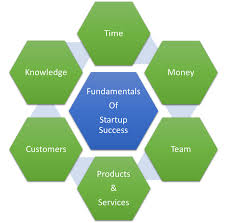 Time
Knowledge
Money
Fundamentals
Of
Startup
Success
Customers
Team
Products
&
Services